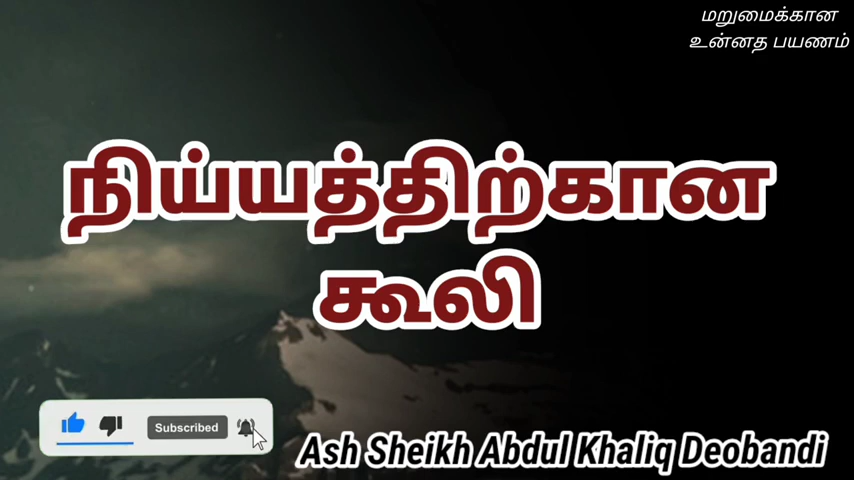 மறுமைக்கான
உன்னத பயணம்
நிய்யத்திற்கான
கூலி
Subscribed
Ash Sheikh Abdul Khaliq Deobandi